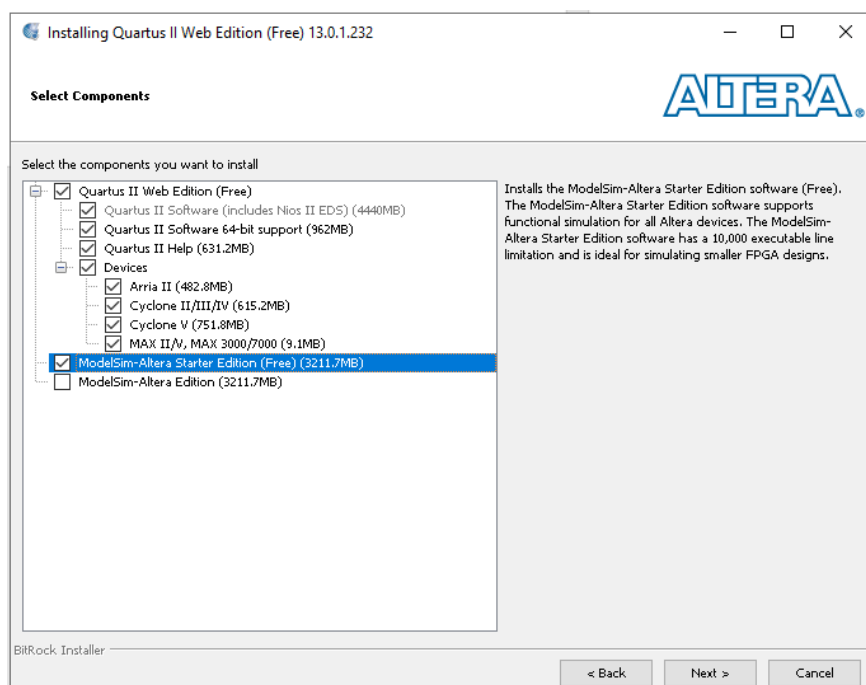 Installing Quartus II Web Edition (Free) 13.0.1.232
Select Components
ALTERA®
Select the components you want to install
Quartus II Web Edition (Free)
Quartus II Software (includes Nios II EDS) (4440MB)
Quartus II Software 64-bit support (962MB)
Quartus II Help (631.2MB)
Devices
Arria II (482.8MB)
Cyclone II/III/IV (615.2MB)
Cyclone V (751.8MB)
MAX II/V, MAX 3000/7000 (9.1MB)
ModelSim-Altera Starter Edition (Free) (3211.7MB)
ModelSim-Altera Edition (3211.7MB)
Installs the ModelSim-Altera Starter Edition software (Free).
The ModelSim-Altera Starter Edition software supports
functional simulation for all Altera devices. The ModelSim-
Altera Starter Edition software has a 10,000 executable line
limitation and is ideal for simulating smaller FPGA designs.
BitRock Installer
< Back
Next >
Cancel